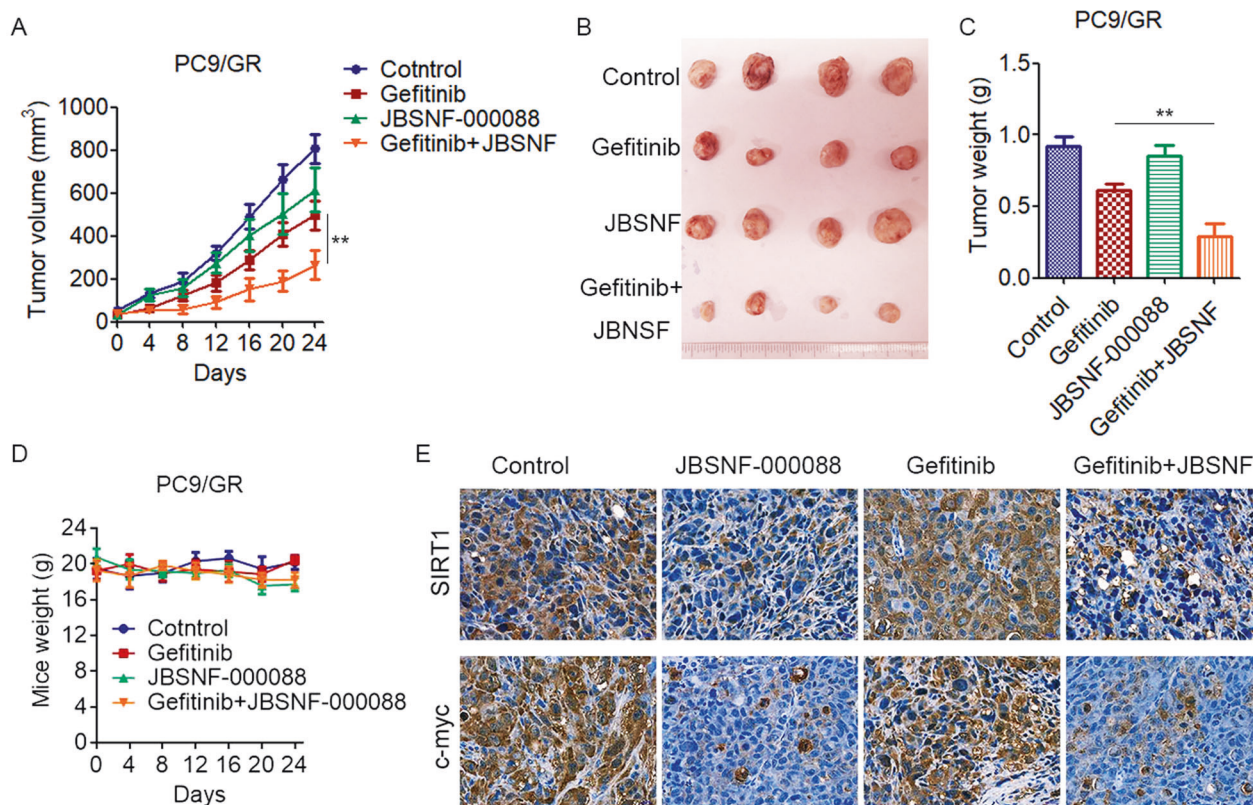 A
PC9/GR
Tumor volume (mm³)
1000
800
600
400
200
0
0 4 8 12 16 20 24
Days
Cotntrol
Gefitinib
JBSNF-000088
Gefitinib+JBSNF
**
B
Control
Gefitinib
JBSNF
Gefitinib+
JBNSF
C
PC9/GR
Tumor weight (g)
1.5
1.0
0.5
0.0
**
Control
Gefitinib
JBSNF-000088
Gefitinib+JBSNF
D
PC9/GR
Mice weight (g)
24
20
16
12
8
4
0
Cotntrol
Gefitinib
JBSNF-000088
Gefitinib+JBSNF-000088
0 4 8 12 16 20 24
Days
E
Control JBSNF-000088 Gefitinib Gefitinib+JBSNF
SIRT1
c-myc